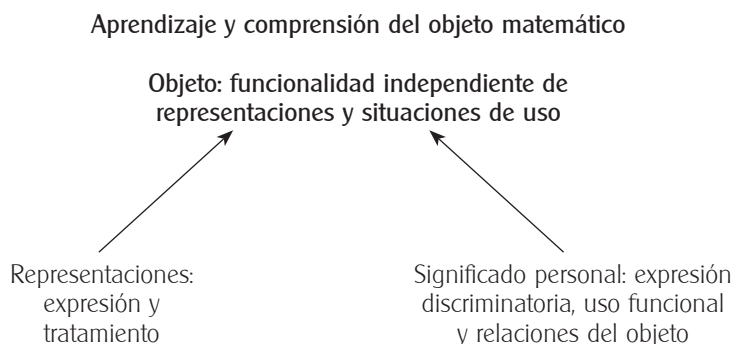 Aprendizaje y comprensión del objeto matemático
Objeto: funcionalidad independiente de
representaciones y situaciones de uso
Representaciones:
expresión y
tratamiento
Significado personal: expresión
discriminatoria, uso funcional
y relaciones del objeto